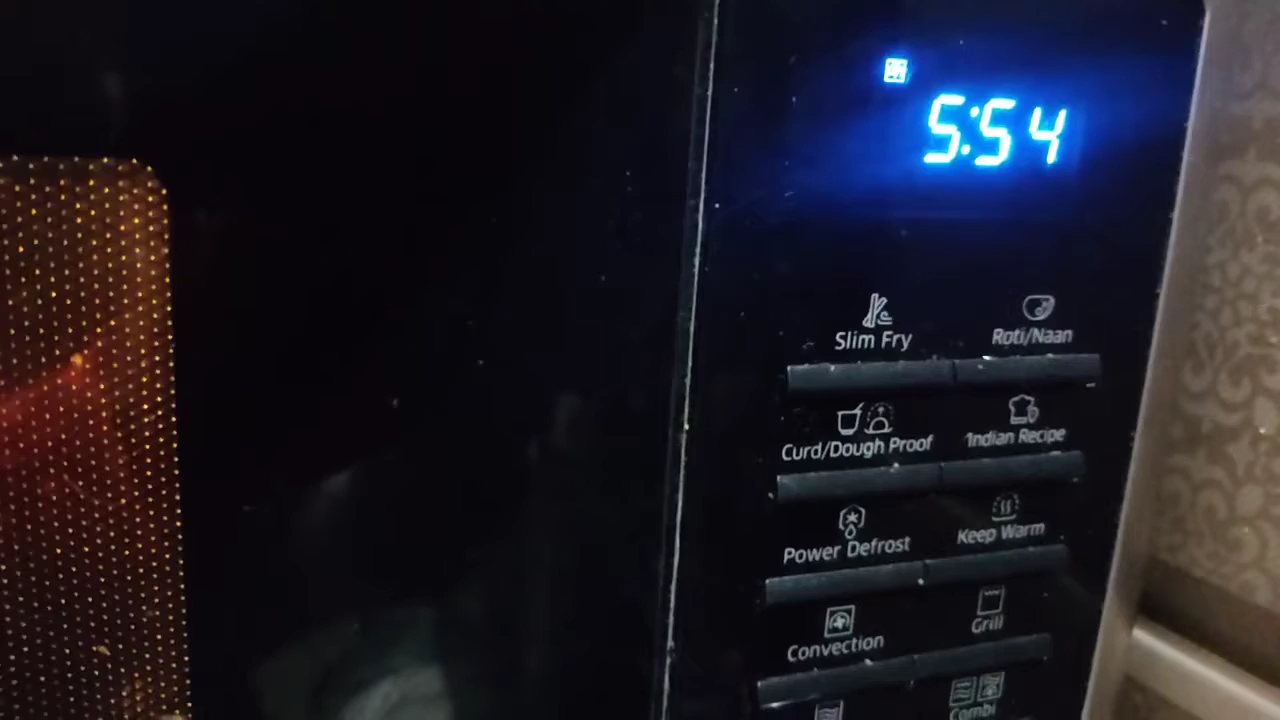 5:54
Slim Fry
Roti/Naan
Curd/Dough Proof
Indian Recipe
Power Defrost
Keep Warm
Convection
Grill
Combi